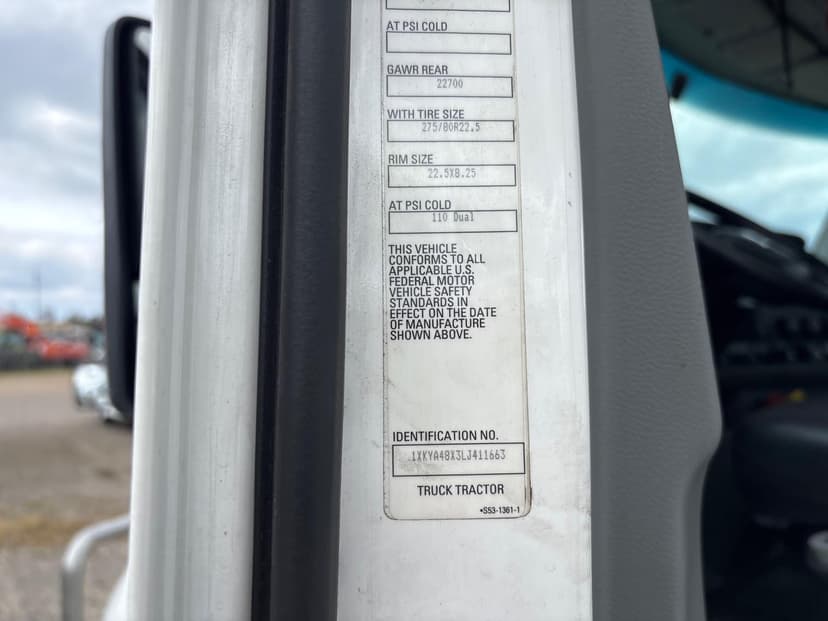 AT PSI COLD
GAWR REAR
22700
WITH TIRE SIZE
275/80R22.5
RIM SIZE
22.5X8.25
AT PSI COLD
110 Dual
THIS VEHICLE
CONFORMS TO ALL
APPLICABLE U.S.
FEDERAL MOTOR
VEHICLE SAFETY
STANDARDS IN
EFFECT ON THE DATE
OF MANUFACTURE
SHOWN ABOVE.
IDENTIFICATION NO.
1XKYA48X3LJ411663
TRUCK TRACTOR
•S53-1361-1